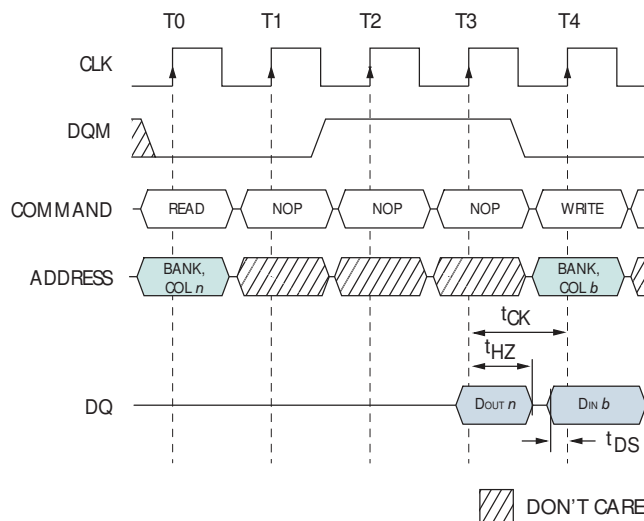 T0 T1 T2 T3 T4
CLK
DQM
COMMAND READ NOP NOP NOP WRITE
ADDRESS BANK, COL n BANK, COL b
tCK
tHZ
DQ DOUT n DIN b
tDS
DON'T CARE